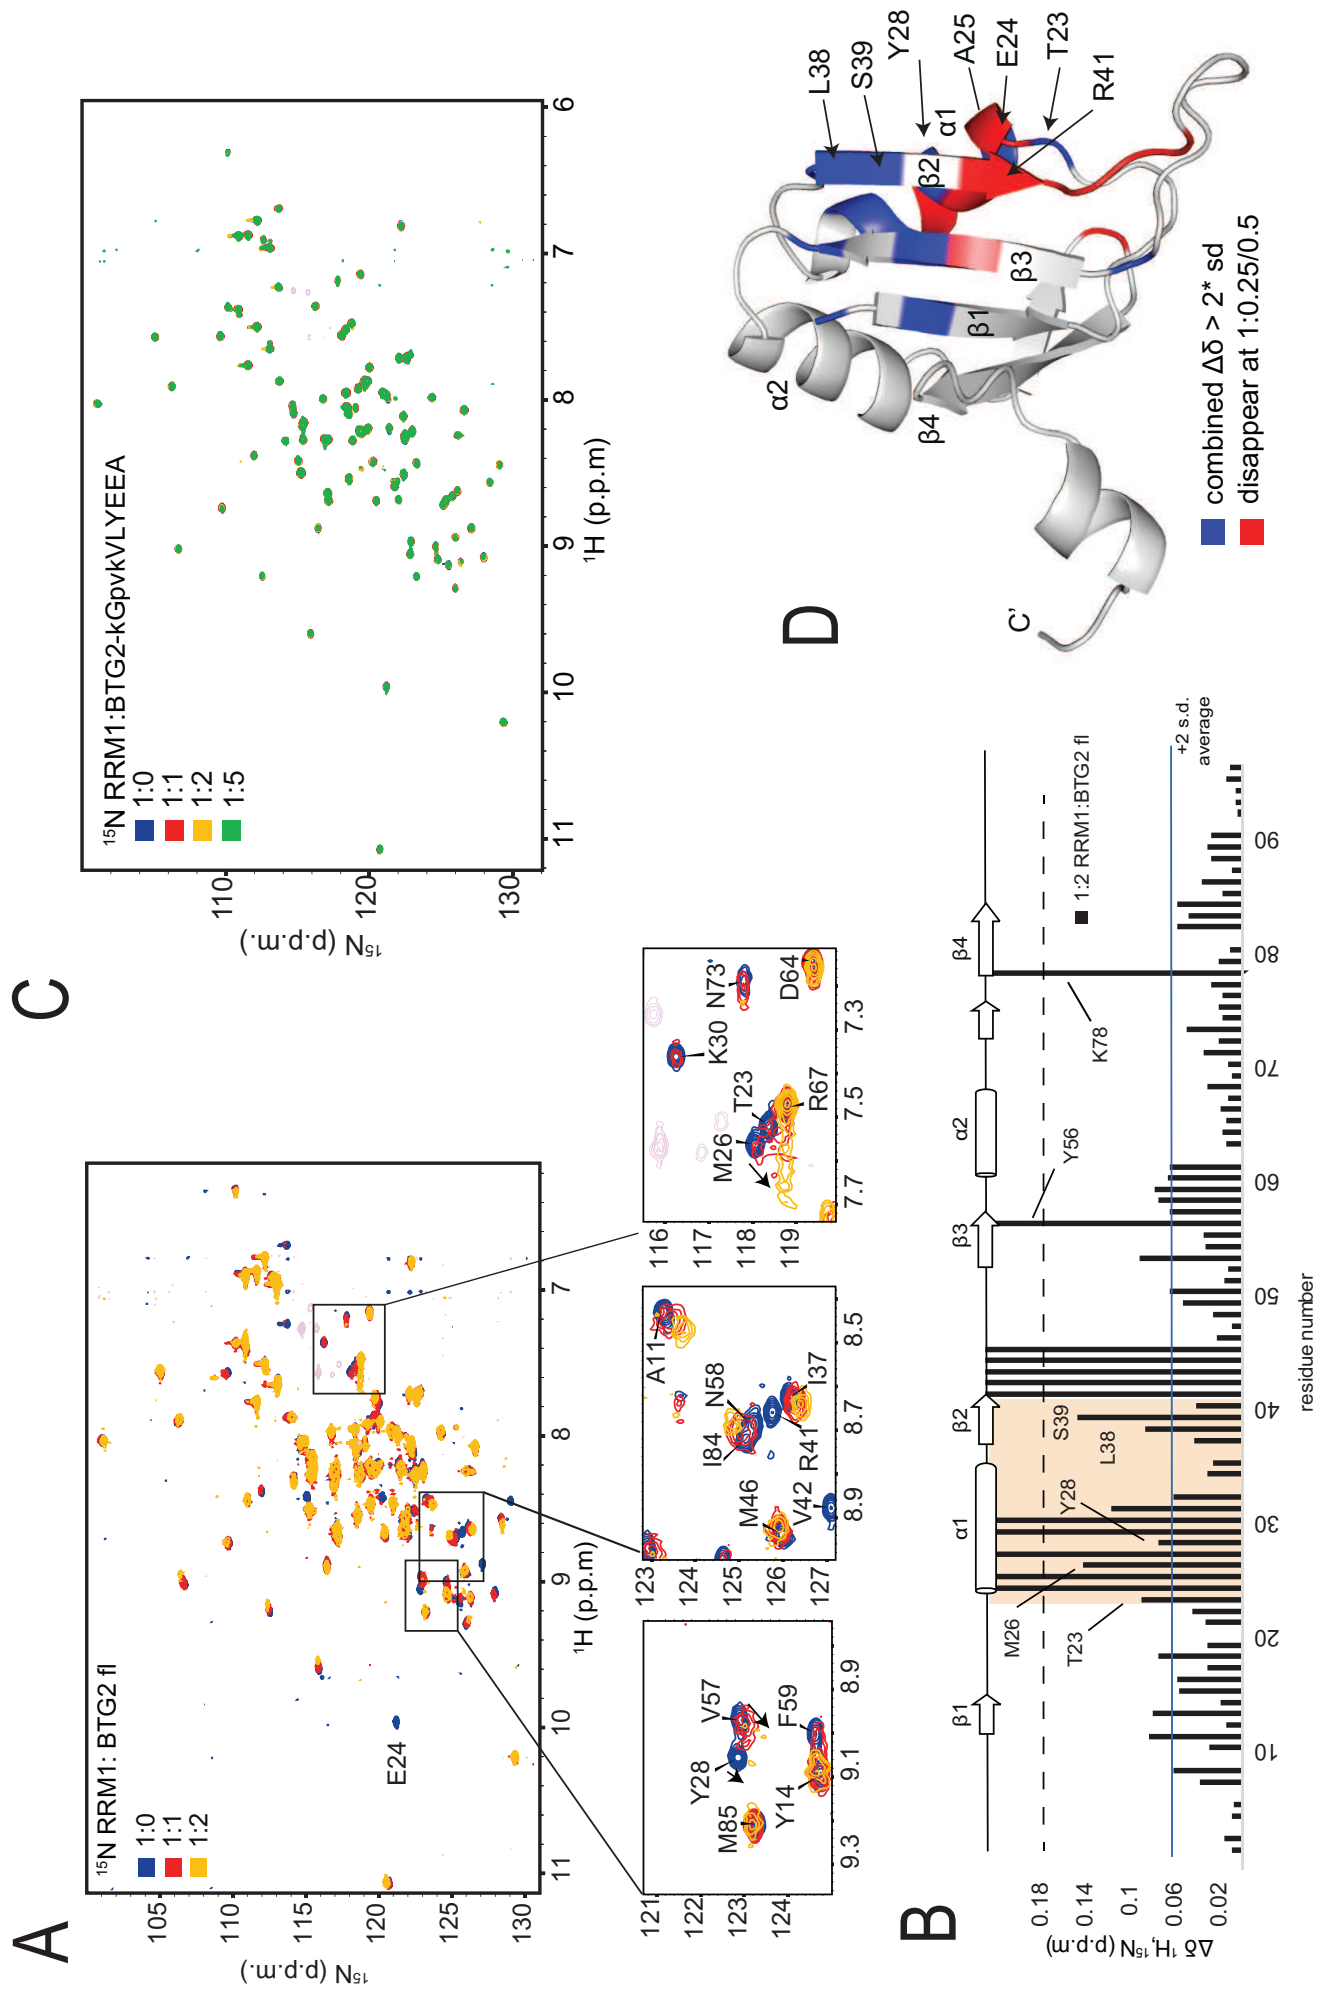 A
¹⁵N RRM1: BTG2 fl
1:0
1:1
1:2
E24
105
110
115
120
125
130
¹⁵N (p.p.m.)
11
10
9
8
7
¹H (p.p.m)
M85
Y28
V57
Y14
F59
121
122
123
124
9.3
9.1
8.9
A11
N58
I84
I37
R41
M46
V42
123
124
125
126
127
8.9
8.7
8.5
N73
K30
D64
T23
M26
R67
116
117
118
119
7.7
7.5
7.3
C
¹⁵N RRM1:BTG2-kGpvkVLYEEA
1:0
1:1
1:2
1:5
110
120
130
¹⁵N (p.p.m.)
11
10
9
8
7
6
¹H (p.p.m)
B
β1
α1
β2
β3
α2
β4
0.18
0.14
0.1
0.06
0.02
Δδ ¹H,¹⁵N (p.p.m)
T23
M26
Y28
L38
S39
Y56
K78
1:2 RRM1:BTG2 fl
+2 s.d.
average
10
20
30
40
50
60
70
80
90
residue number
D
L38
S39
Y28
A25
E24
T23
R41
α1
β2
β3
β1
α2
β4
C'
combined Δδ > 2* sd
disappear at 1:0.25/0.5